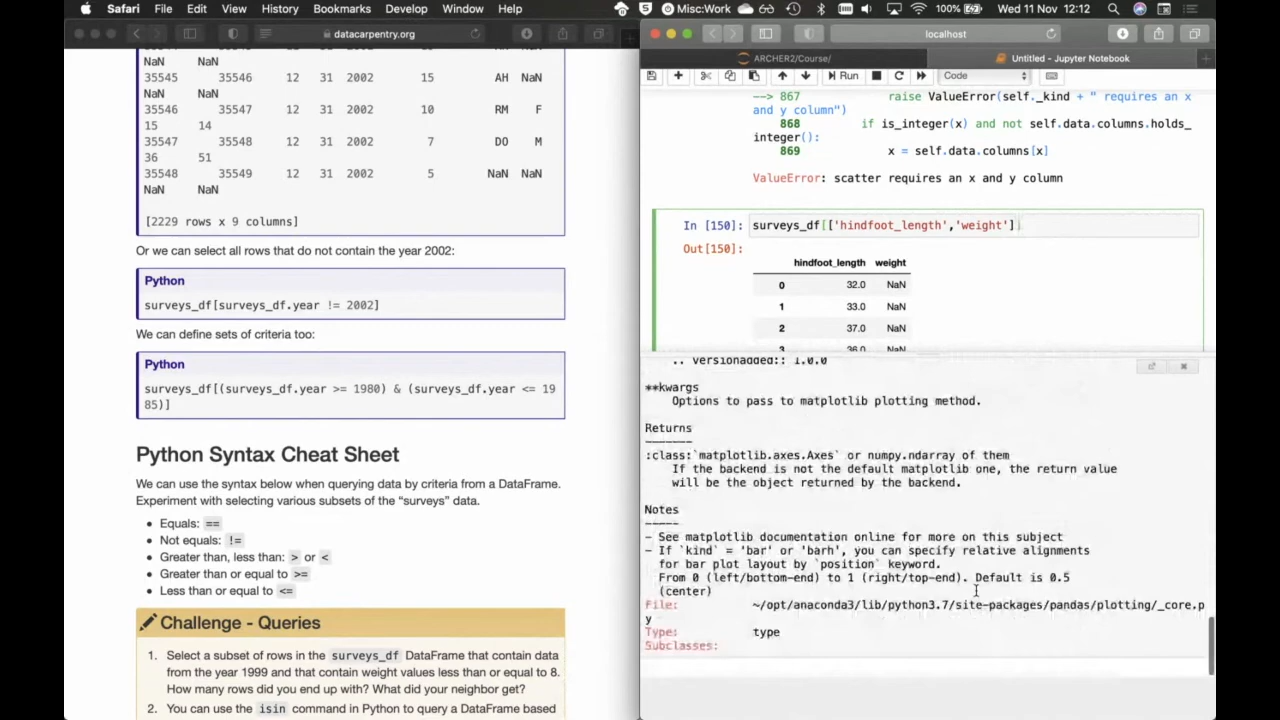 Safari File Edit View History Bookmarks Develop Window Misc:Work 100% Wed 11 Nov 12:12
datacarpentry.org
NaN NaN
35545 35546 12 31 2002 15 AH NaN
NaN NaN
35546 35547 12 31 2002 10 RM F
15 14
35547 35548 12 31 2002 7 DO M
36 51
35548 35549 12 31 2002 5 NaN NaN
NaN NaN
[2229 rows x 9 columns]
Or we can select all rows that do not contain the year 2002:
Python
surveys_df[surveys_df.year != 2002]
We can define sets of criteria too:
Python
surveys_df[(surveys_df.year >= 1980) & (surveys_df.year <= 19
85)]
Python Syntax Cheat Sheet
We can use the syntax below when querying data by criteria from a DataFrame.
Experiment with selecting various subsets of the “surveys” data.
• Equals: ==
• Not equals: !=
• Greater than, less than: > or <
• Greater than or equal to >=
• Less than or equal to <=
Challenge - Queries
1. Select a subset of rows in the surveys_df DataFrame that contain data
from the year 1999 and that contain weight values less than or equal to 8.
How many rows did you end up with? What did your neighbor get?
2. You can use the isin command in Python to query a DataFrame based
localhost
ARCHER2/Course/ Untitled - Jupyter Notebook
Run Code
--> 867 raise ValueError(self._kind + " requires an x
and y column")
868 if is_integer(x) and not self.data.columns.holds_
integer():
869 x = self.data.columns[x]
ValueError: scatter requires an x and y column
In [150]: surveys_df[['hindfoot_length','weight']]
Out[150]:
hindfoot_length weight
0 32.0 NaN
1 33.0 NaN
2 37.0 NaN
3 36.0 NaN
.. versionadded:: 1.0.0
**kwargs
Options to pass to matplotlib plotting method.
Returns
-------
:class:`matplotlib.axes.Axes` or numpy.ndarray of them
If the backend is not the default matplotlib one, the return value
will be the object returned by the backend.
Notes
-----
- See matplotlib documentation online for more on this subject
- If `kind` = 'bar' or 'barh', you can specify relative alignments
for bar plot layout by `position` keyword.
From 0 (left/bottom-end) to 1 (right/top-end). Default is 0.5
(center)
File: ~/opt/anaconda3/lib/python3.7/site-packages/pandas/plotting/_core.p
y
Type: type
Subclasses: